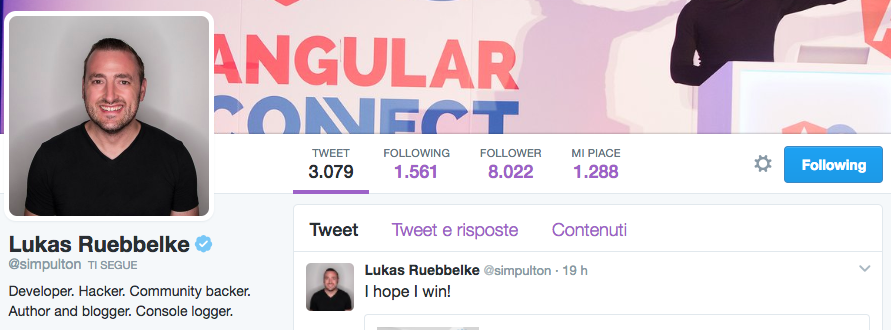 ANGULAR
CONNECT
TWEET
3.079
FOLLOWING
1.561
FOLLOWER
8.022
MI PIACE
1.288
Following
Lukas Ruebbelke
@simpulton TI SEGUE
Developer. Hacker. Community backer.
Author and blogger. Console logger.
Tweet Tweet e risposte Contenuti
Lukas Ruebbelke @simpulton · 19 h
I hope I win!